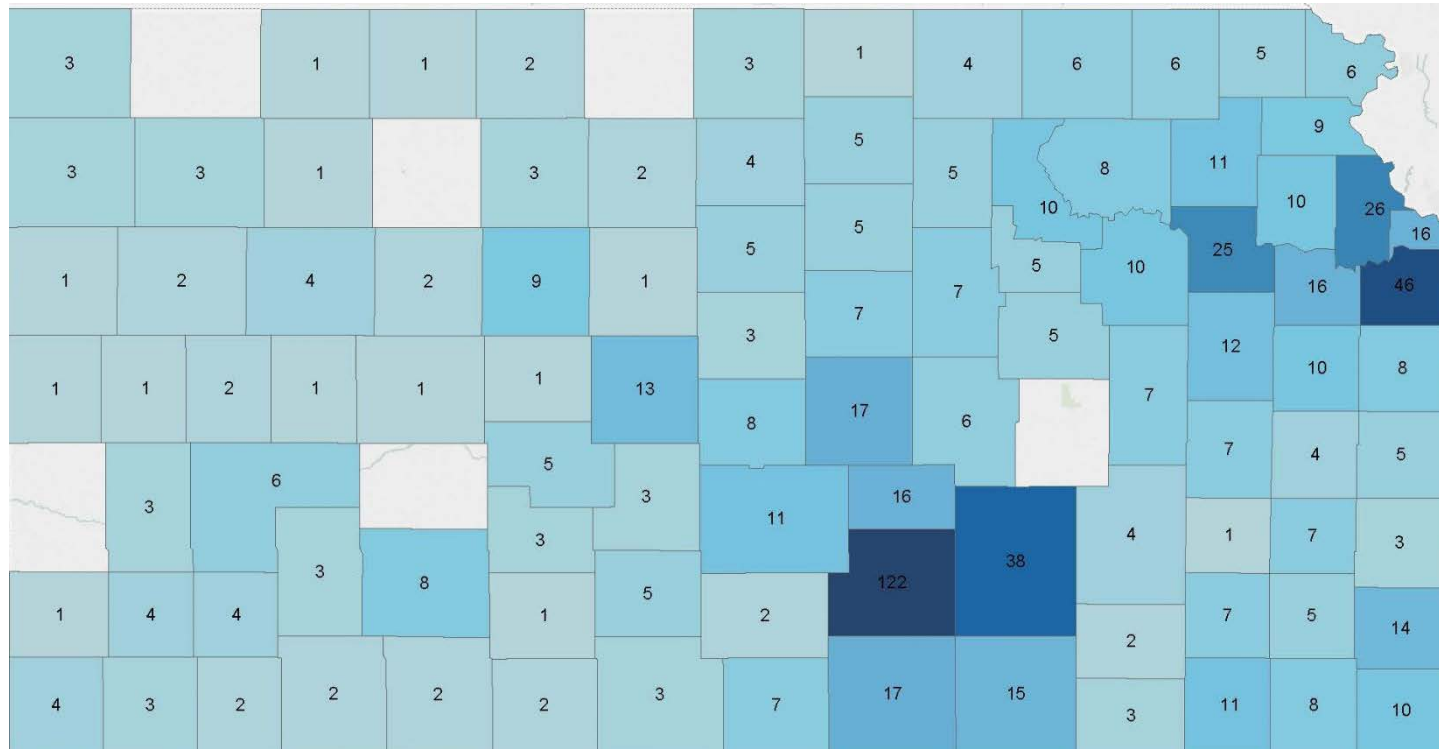 3 1 1 2 3 1 4 6 6 5 6
9
3 3 1 3 2 4 5 5 10 8 11 10 26
16
1 2 4 2 9 1 5 5 7 5 10 25 16 46
3 7 5 12
1 1 2 1 1 1 13 8 17 6 7 10 8
3 6 5 3 7 4 5
11 16
3 3 8 3 122 38 4 1 7 3
1 4 4 1 5 2 2 7 5 14
4 3 2 2 2 2 3 7 17 15 3 11 8 10